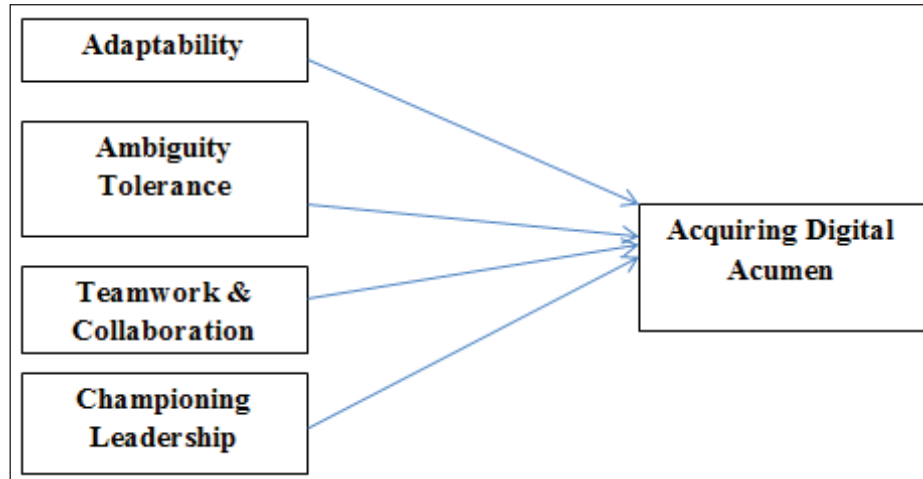 Adaptability
Ambiguity
Tolerance
Teamwork &
Collaboration
Championing
Leadership
Acquiring Digital
Acumen